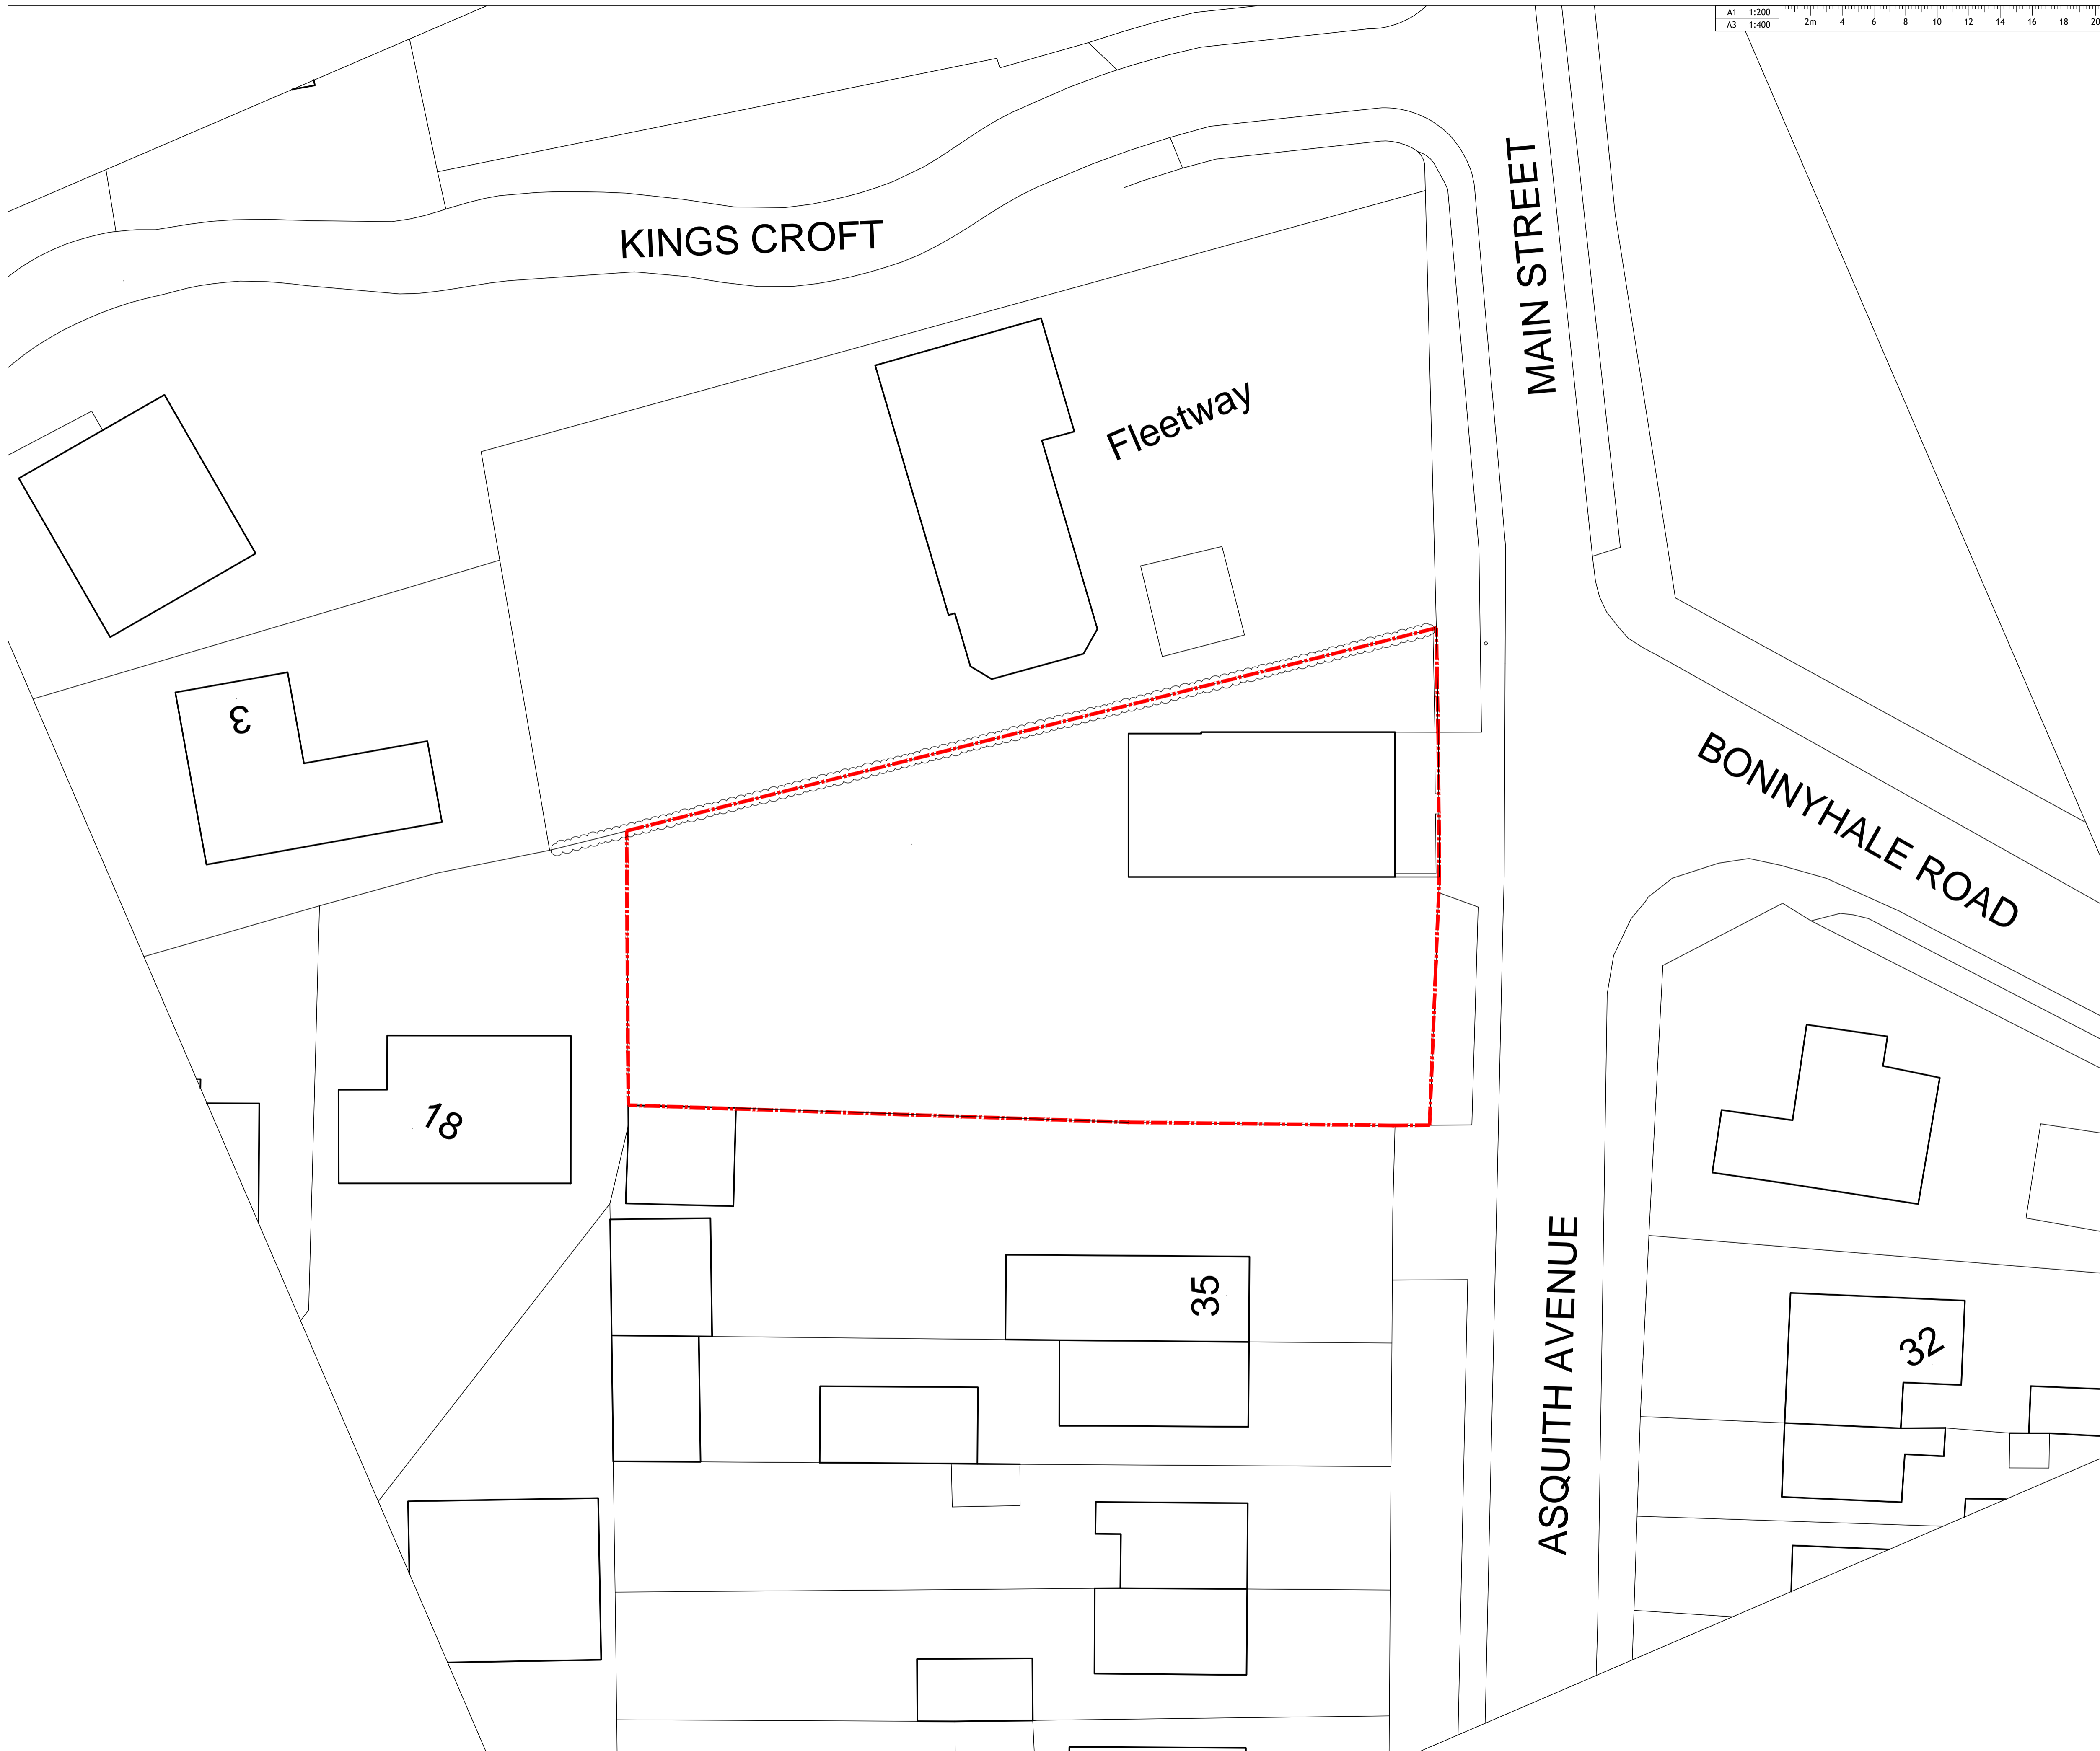 A1 1:200
A3 1:400
2m 4 6 8 10 12 14 16 18 20
MAIN STREET
KINGS CROFT
Fleetway
3
BONNYHALE ROAD
18
35
ASQUITH AVENUE
32